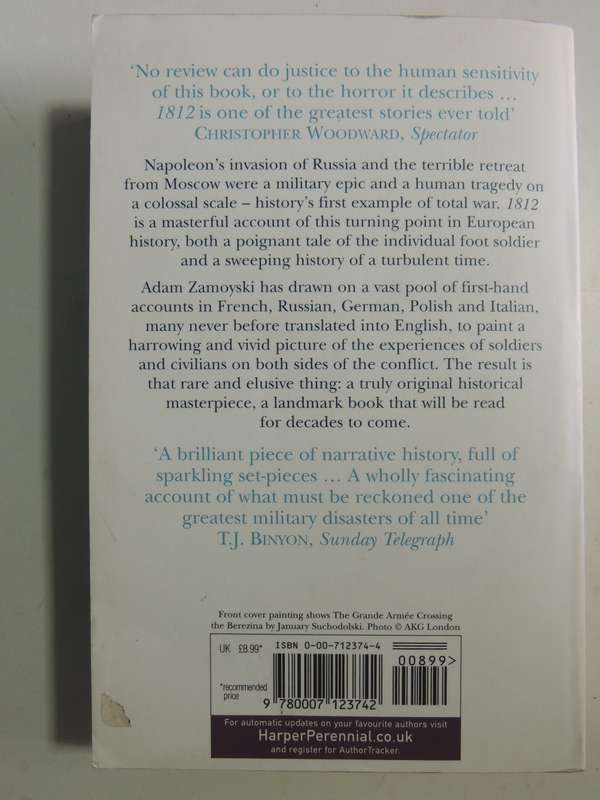 ‘No review can do justice to the human sensitivity
of this book, or to the horror it describes …
1812 is one of the greatest stories ever told’
CHRISTOPHER WOODWARD, Spectator
Napoleon’s invasion of Russia and the terrible retreat
from Moscow were a military epic and a human tragedy on
a colossal scale – history’s first example of total war. 1812
is a masterful account of this turning point in European
history, both a poignant tale of the individual foot soldier
and a sweeping history of a turbulent time.
Adam Zamoyski has drawn on a vast pool of first-hand
accounts in French, Russian, German, Polish and Italian,
many never before translated into English, to paint a
harrowing and vivid picture of the experiences of soldiers
and civilians on both sides of the conflict. The result is
that rare and elusive thing: a truly original historical
masterpiece, a landmark book that will be read
for decades to come.
‘A brilliant piece of narrative history, full of
sparkling set-pieces … A wholly fascinating
account of what must be reckoned one of the
greatest military disasters of all time’
T.J. BINYON, Sunday Telegraph
Front cover painting shows The Grande Armée Crossing
the Berezina by January Suchodolski. Photo © AKG London
UK £8.99*
ISBN 0-00-712374-4
00899>
*recommended
price
9 780007 123742
For automatic updates on your favourite authors visit
HarperPerennial.co.uk
and register for AuthorTracker.